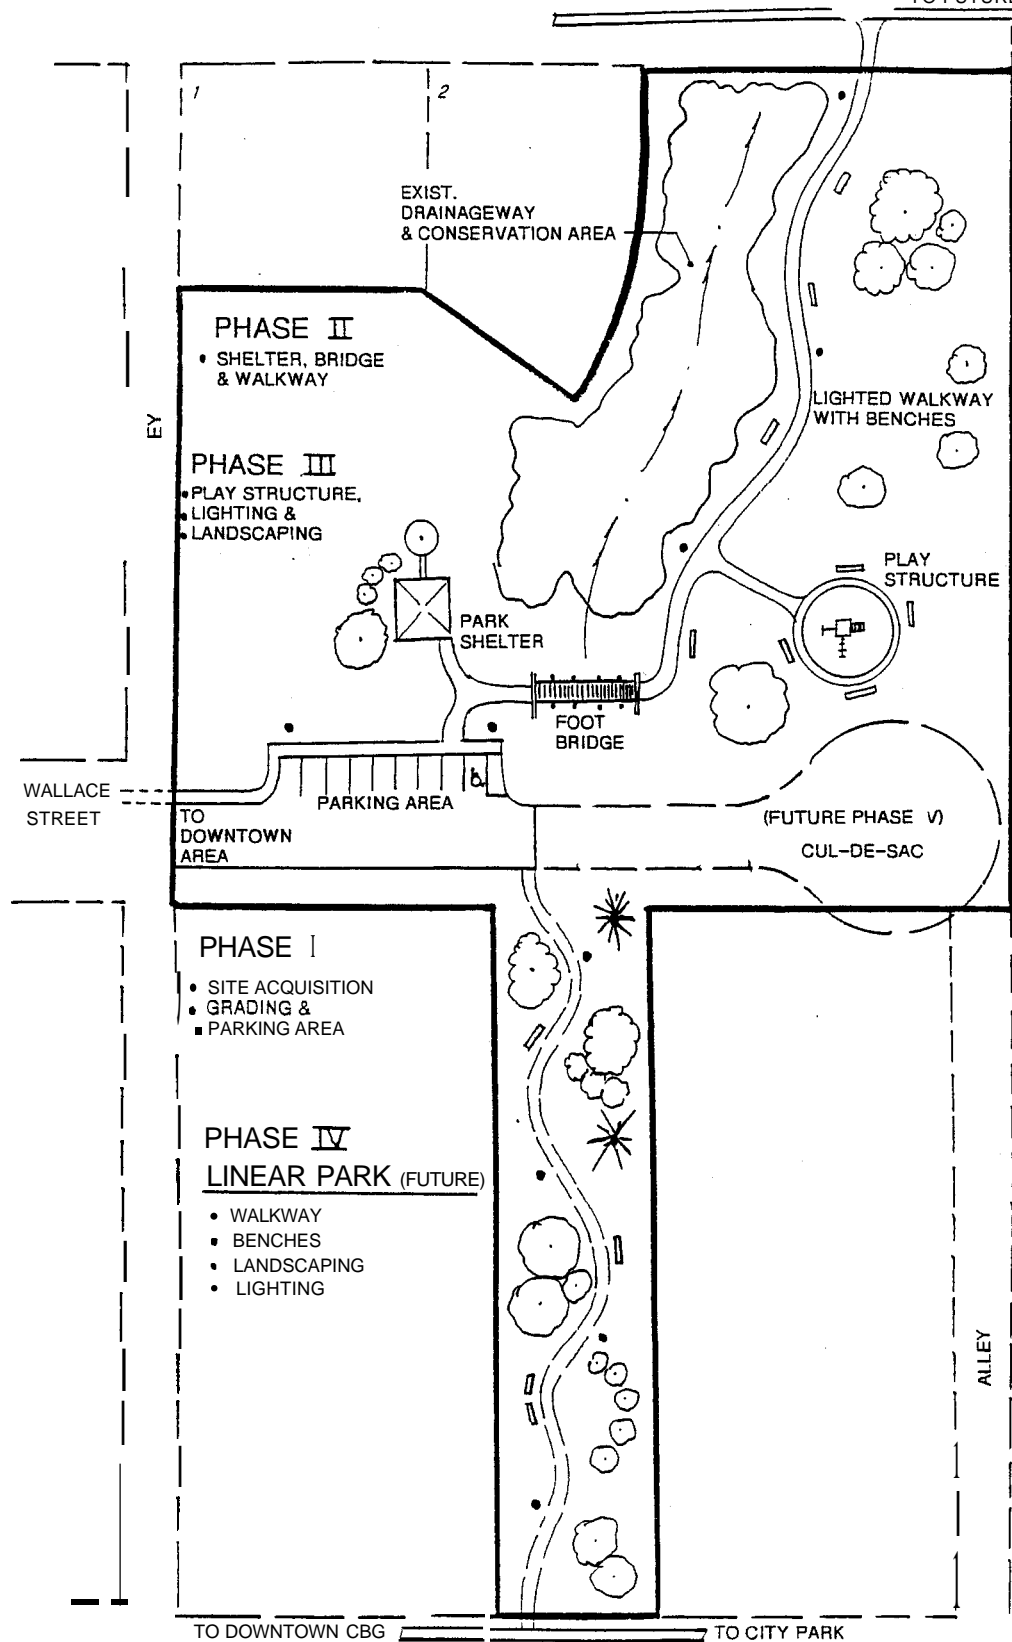 1
2
EXIST.
DRAINAGEWAY
& CONSERVATION AREA
PHASE II
• SHELTER, BRIDGE
& WALKWAY
EY
LIGHTED WALKWAY
WITH BENCHES
PHASE III
• PLAY STRUCTURE,
• LIGHTING &
• LANDSCAPING
PLAY
STRUCTURE
PARK
SHELTER
FOOT
BRIDGE
WALLACE
STREET
PARKING AREA
TO
DOWNTOWN
AREA
(FUTURE PHASE V)
CUL-DE-SAC
PHASE I
• SITE ACQUISITION
• GRADING &
▪ PARKING AREA
PHASE IV
LINEAR PARK (FUTURE)
• WALKWAY
• BENCHES
• LANDSCAPING
• LIGHTING
ALLEY
TO DOWNTOWN CBG
TO CITY PARK